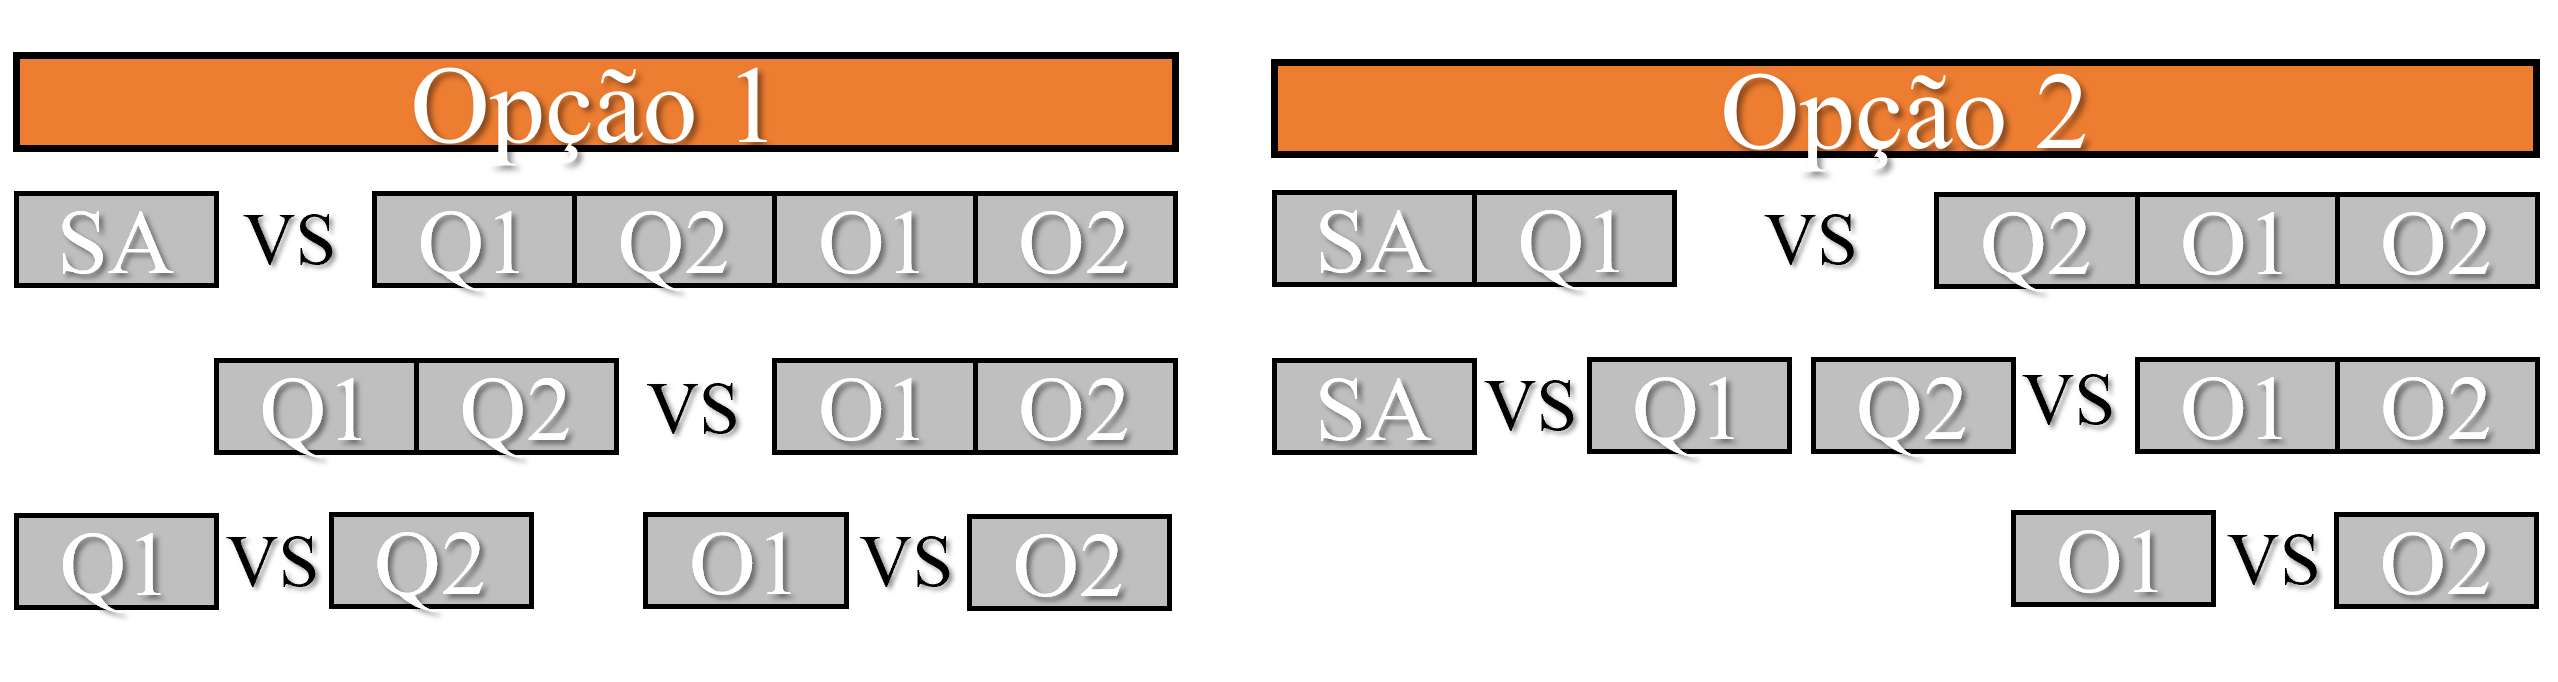 Opção 1
SA VS Q1 Q2 O1 O2
Q1 Q2 VS O1 O2
Q1 VS Q2 O1 VS O2
Opção 2
SA Q1 VS Q2 O1 O2
SA VS Q1 Q2 VS O1 O2
O1 VS O2